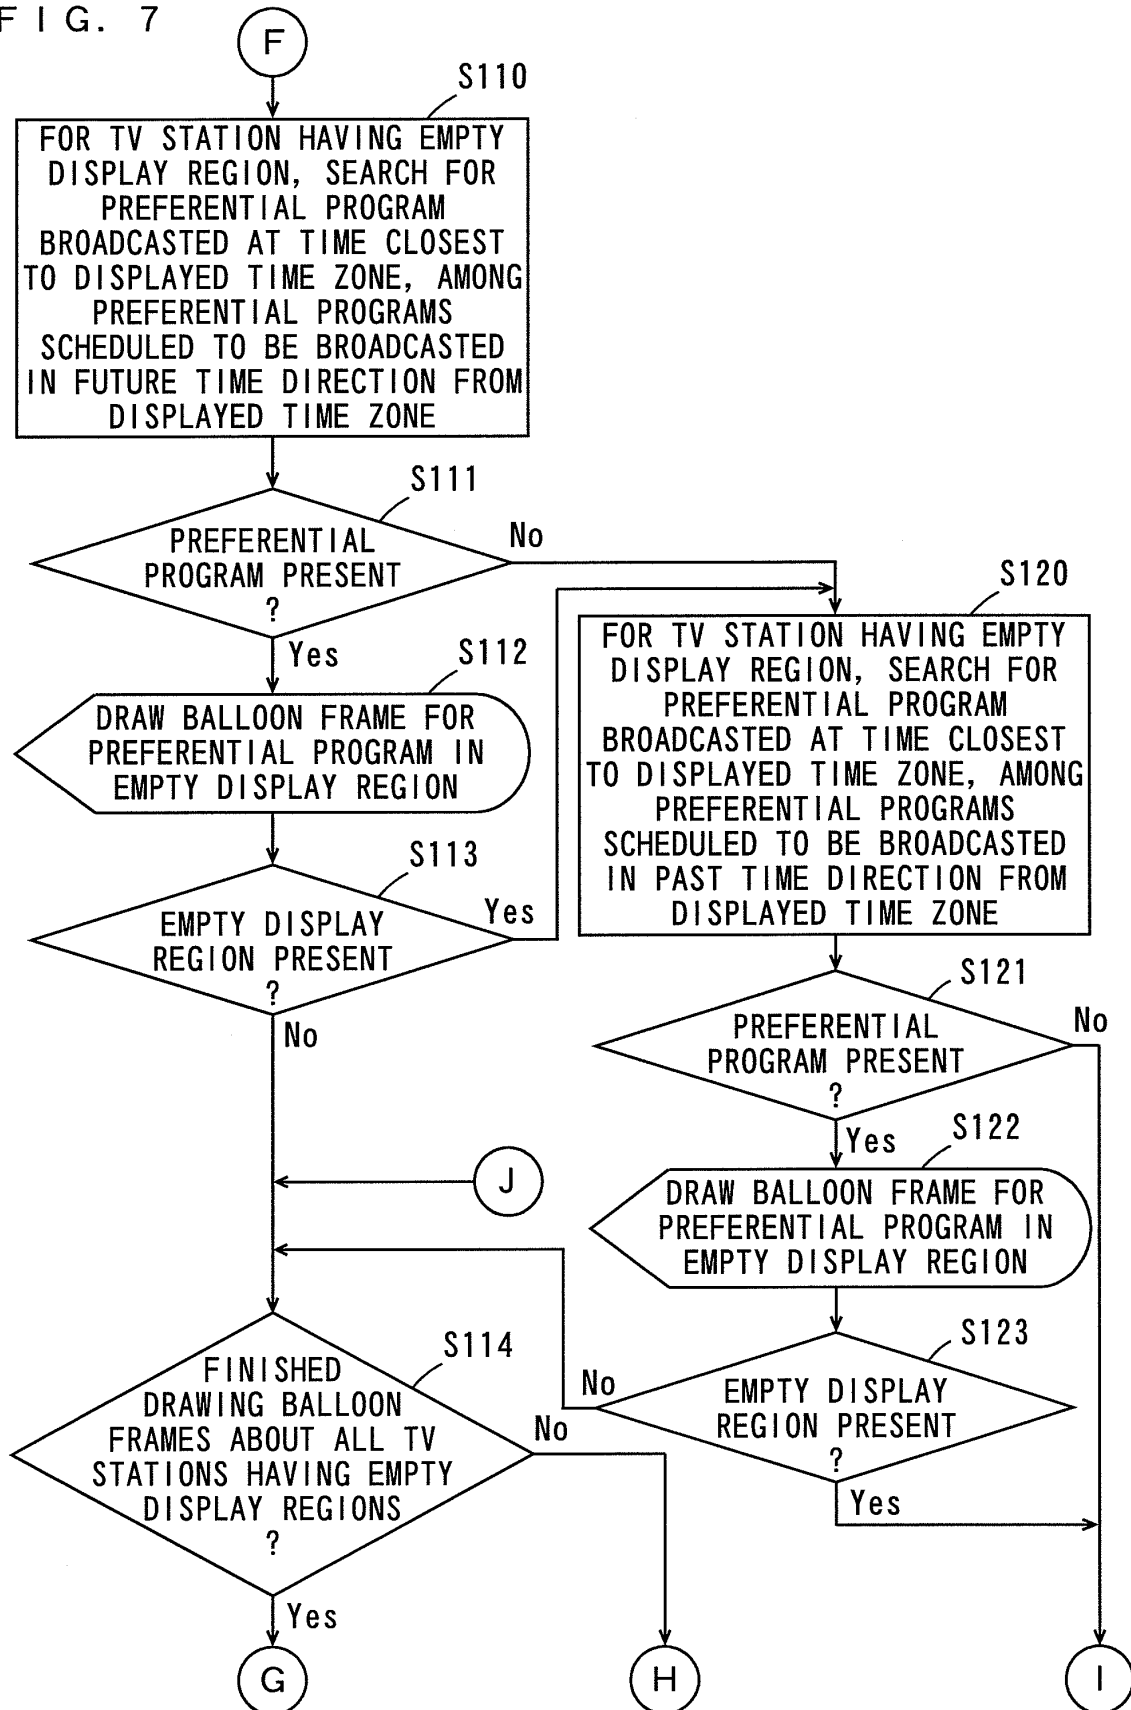 FIG. 7
F
S110
FOR TV STATION HAVING EMPTY
DISPLAY REGION, SEARCH FOR
PREFERENTIAL PROGRAM
BROADCASTED AT TIME CLOSEST
TO DISPLAYED TIME ZONE, AMONG
PREFERENTIAL PROGRAMS
SCHEDULED TO BE BROADCASTED
IN FUTURE TIME DIRECTION FROM
DISPLAYED TIME ZONE
S111
PREFERENTIAL
PROGRAM PRESENT
?
No
Yes
S112
DRAW BALLOON FRAME FOR
PREFERENTIAL PROGRAM IN
EMPTY DISPLAY REGION
S113
EMPTY DISPLAY
REGION PRESENT
?
Yes
No
S120
FOR TV STATION HAVING EMPTY
DISPLAY REGION, SEARCH FOR
PREFERENTIAL PROGRAM
BROADCASTED AT TIME CLOSEST
TO DISPLAYED TIME ZONE, AMONG
PREFERENTIAL PROGRAMS
SCHEDULED TO BE BROADCASTED
IN PAST TIME DIRECTION FROM
DISPLAYED TIME ZONE
S121
PREFERENTIAL
PROGRAM PRESENT
?
No
Yes
S122
DRAW BALLOON FRAME FOR
PREFERENTIAL PROGRAM IN
EMPTY DISPLAY REGION
S123
EMPTY DISPLAY
REGION PRESENT
?
No
Yes
J
S114
FINISHED
DRAWING BALLOON
FRAMES ABOUT ALL TV
STATIONS HAVING EMPTY
DISPLAY REGIONS
?
No
Yes
G
H
I